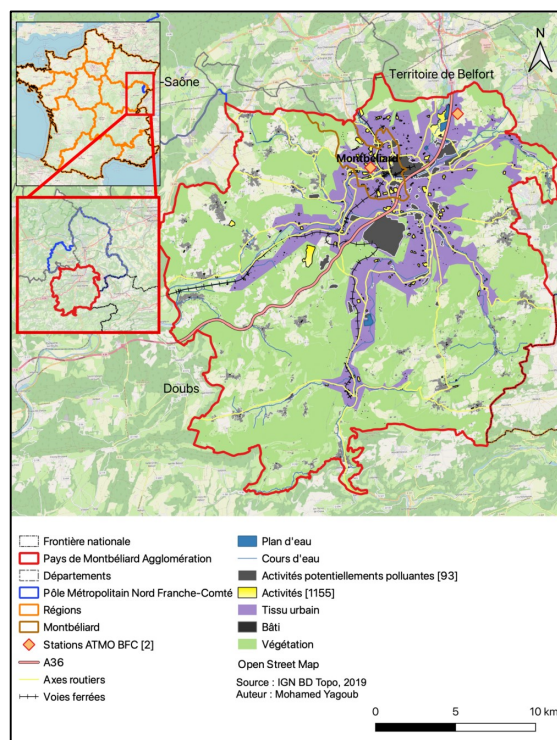 N
Saône
Territoire de Belfort
Montbéliard
Doubs
Frontière nationale
Pays de Montbéliard Agglomération
Départements
Pôle Métropolitain Nord Franche-Comté
Régions
Montbéliard
Stations ATMO BFC [2]
A36
Axes routiers
Voies ferrées
Plan d'eau
Cours d'eau
Activités potentiellement polluantes [93]
Activités [1155]
Tissu urbain
Bâti
Végétation
Open Street Map
Source : IGN BD Topo, 2019
Auteur : Mohamed Yagoub
0 5 10 km